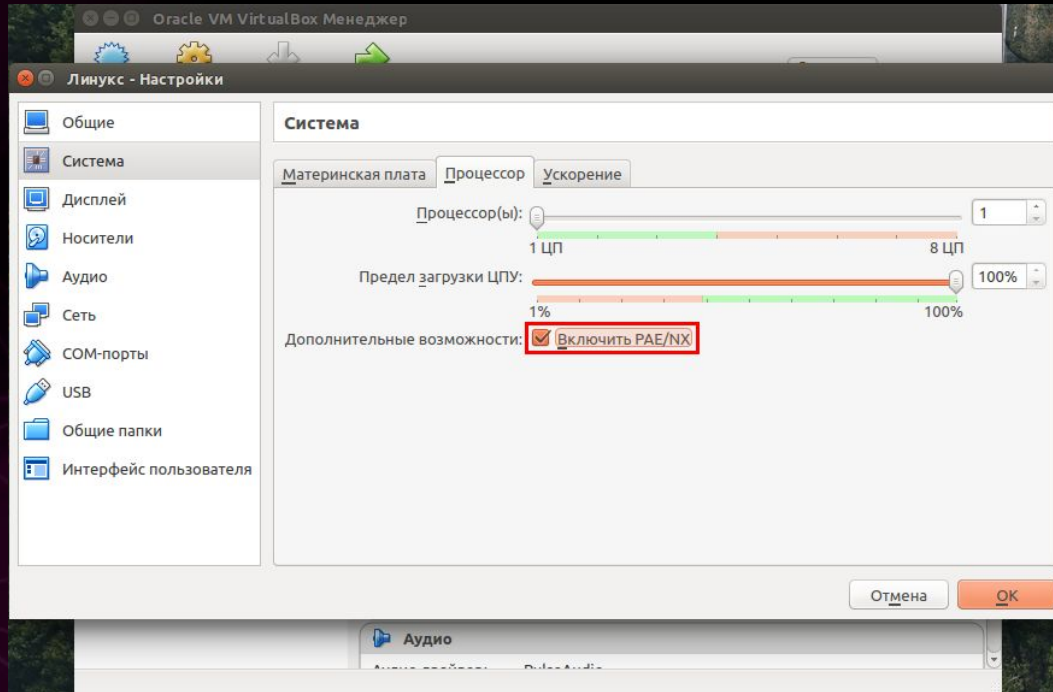 Oracle VM VirtualBox Менеджер
Линукс - Настройки
Общие
Система
Дисплей
Носители
Аудио
Сеть
COM-порты
USB
Общие папки
Интерфейс пользователя
Система
Материнская плата Процессор Ускорение
Процессор(ы): 1
1 ЦП 8 ЦП
Предел загрузки ЦПУ: 100%
1% 100%
Дополнительные возможности: Включить PAE/NX
Отмена OK
Аудио